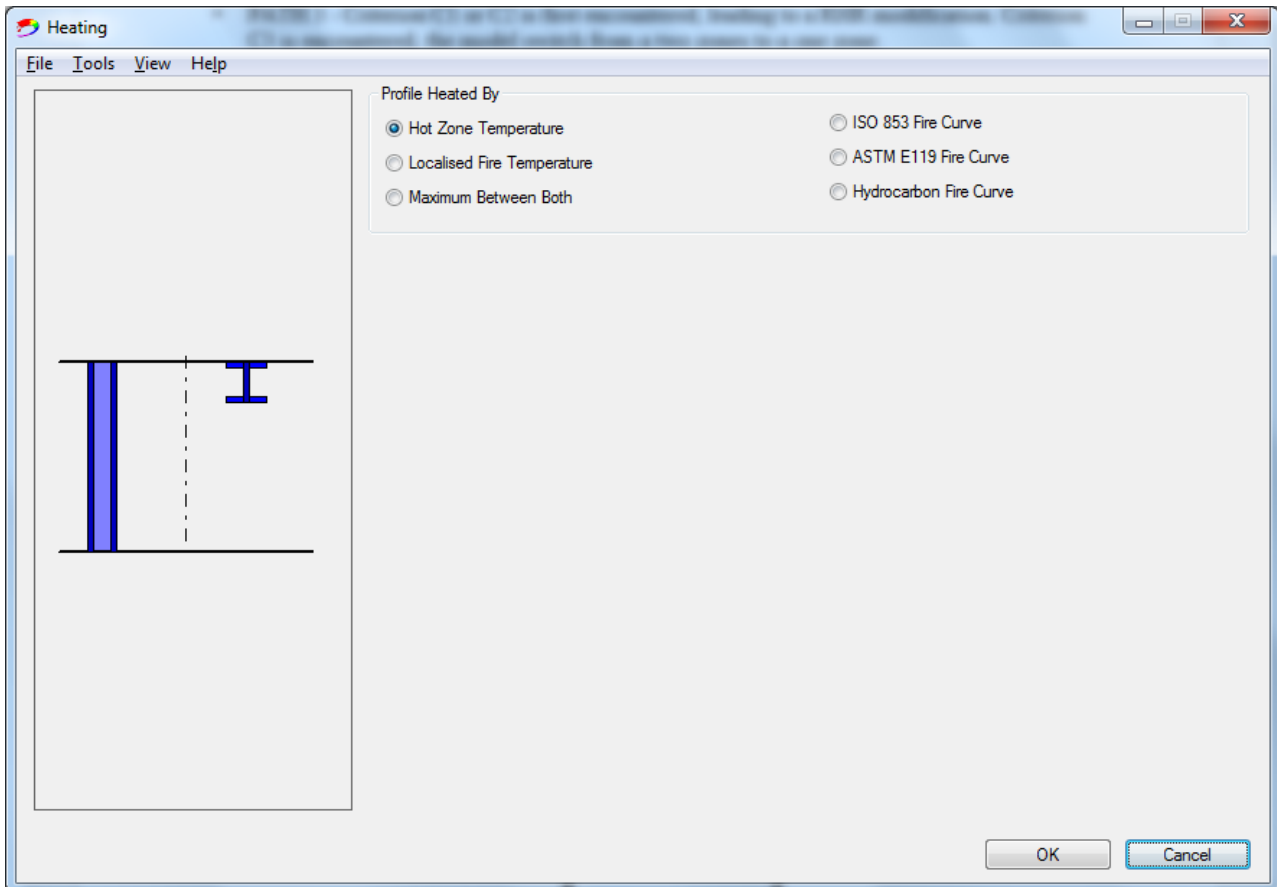 Heating
File Tools View Help
Profile Heated By
Hot Zone Temperature
Localised Fire Temperature
Maximum Between Both
ISO 853 Fire Curve
ASTM E119 Fire Curve
Hydrocarbon Fire Curve
OK Cancel